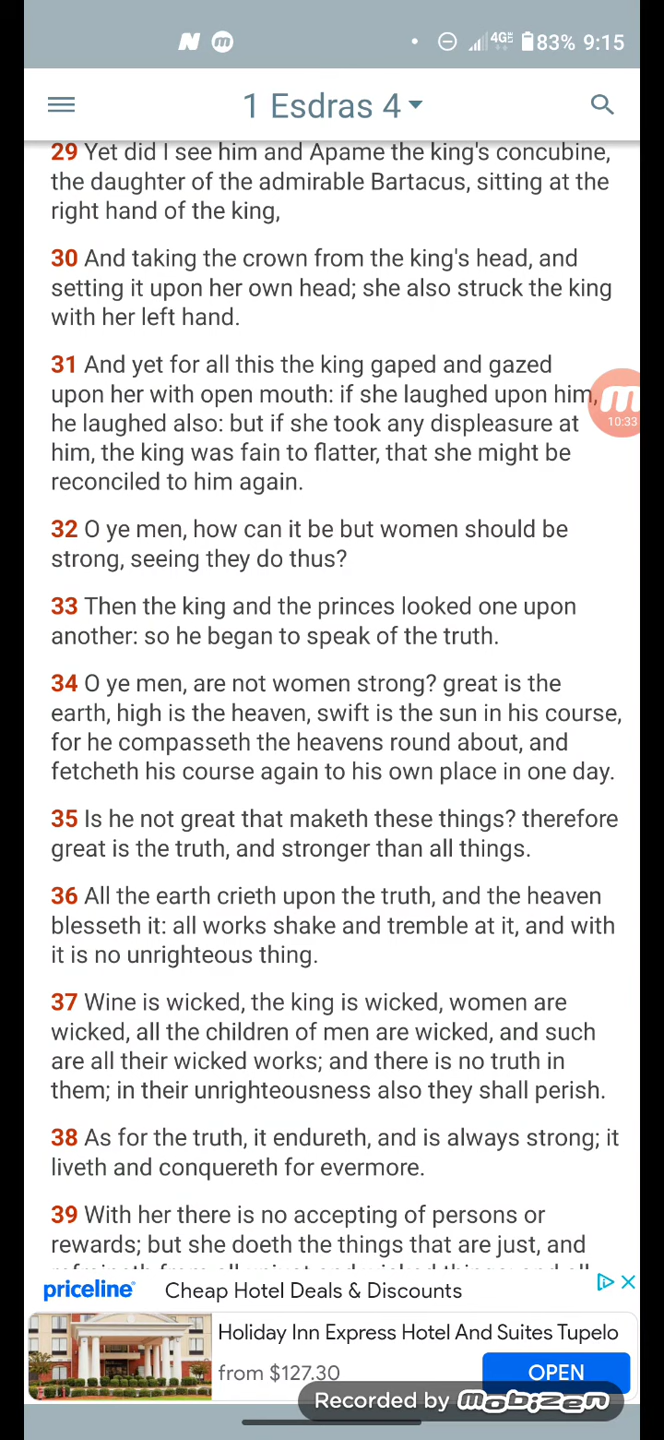 N m 4GE 83% 9:15
1 Esdras 4
29 Yet did I see him and Apame the king's concubine,
the daughter of the admirable Bartacus, sitting at the
right hand of the king,
30 And taking the crown from the king's head, and
setting it upon her own head; she also struck the king
with her left hand.
31 And yet for all this the king gaped and gazed
upon her with open mouth: if she laughed upon him,
he laughed also: but if she took any displeasure at
him, the king was fain to flatter, that she might be
reconciled to him again.
m
10:33
32 O ye men, how can it be but women should be
strong, seeing they do thus?
33 Then the king and the princes looked one upon
another: so he began to speak of the truth.
34 O ye men, are not women strong? great is the
earth, high is the heaven, swift is the sun in his course,
for he compasseth the heavens round about, and
fetcheth his course again to his own place in one day.
35 Is he not great that maketh these things? therefore
great is the truth, and stronger than all things.
36 All the earth crieth upon the truth, and the heaven
blesseth it: all works shake and tremble at it, and with
it is no unrighteous thing.
37 Wine is wicked, the king is wicked, women are
wicked, all the children of men are wicked, and such
are all their wicked works; and there is no truth in
them; in their unrighteousness also they shall perish.
38 As for the truth, it endureth, and is always strong; it
liveth and conquereth for evermore.
39 With her there is no accepting of persons or
rewards; but she doeth the things that are just, and
priceline Cheap Hotel Deals & Discounts
Holiday Inn Express Hotel And Suites Tupelo
from $127.30 OPEN
Recorded by mobizen